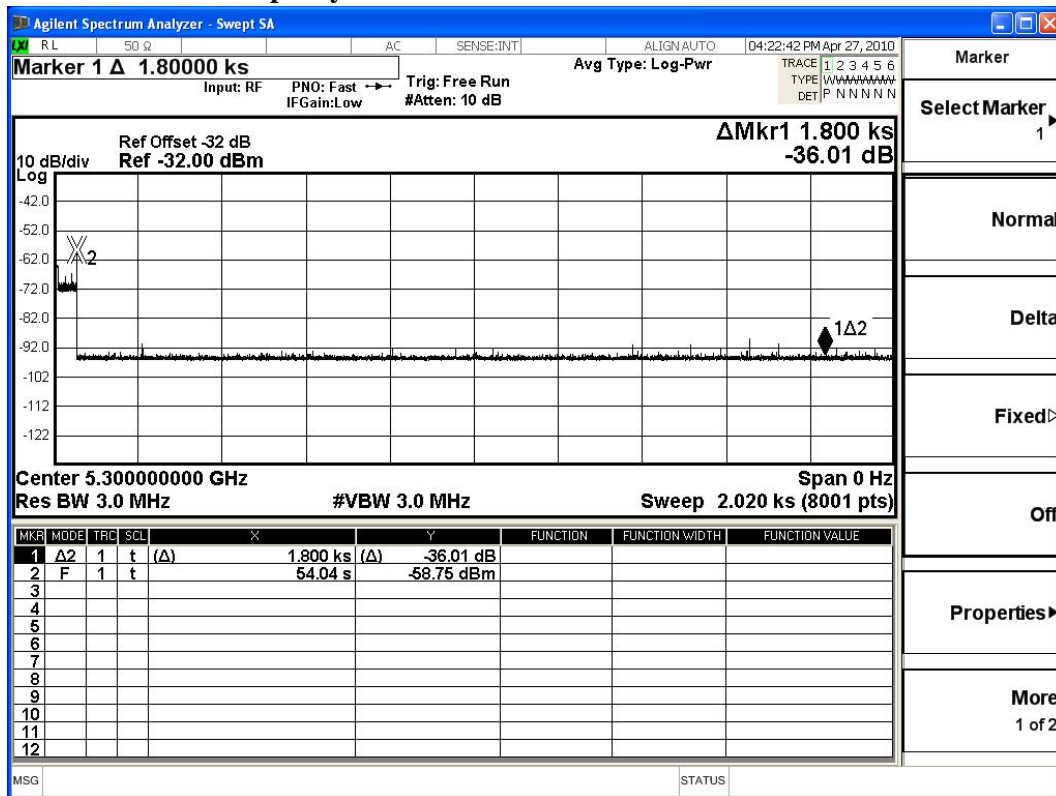 Agilent Spectrum Analyzer - Swept SA
LXI RL 50 Ω AC SENSE:INT ALIGN AUTO 04:22:42 PM Apr 27, 2010
Marker 1 Δ 1.80000 ks
Input: RF PNO: Fast Trig: Free Run Avg Type: Log-Pwr
IFGain:Low #Atten: 10 dB
TRACE 1 2 3 4 5 6
TYPE WWWWWW
DET P N N N N N
Marker
Select Marker
1
Normal
Delta
Fixed
Off
Properties
More
1 of 2
Ref Offset -32 dB
10 dB/div Ref -32.00 dBm
ΔMkr1 1.800 ks
-36.01 dB
Log
-42.0
-52.0
-62.0
-72.0
-82.0
-92.0
-102
-112
-122
2
1Δ2
Center 5.300000000 GHz Span 0 Hz
Res BW 3.0 MHz #VBW 3.0 MHz Sweep 2.020 ks (8001 pts)
MKR MODE TRC SCL X Y FUNCTION FUNCTION WIDTH FUNCTION VALUE
1 Δ2 1 t (Δ) 1.800 ks (Δ) -36.01 dB
2 F 1 t 54.04 s -58.75 dBm
3
4
5
6
7
8
9
10
11
12
MSG STATUS